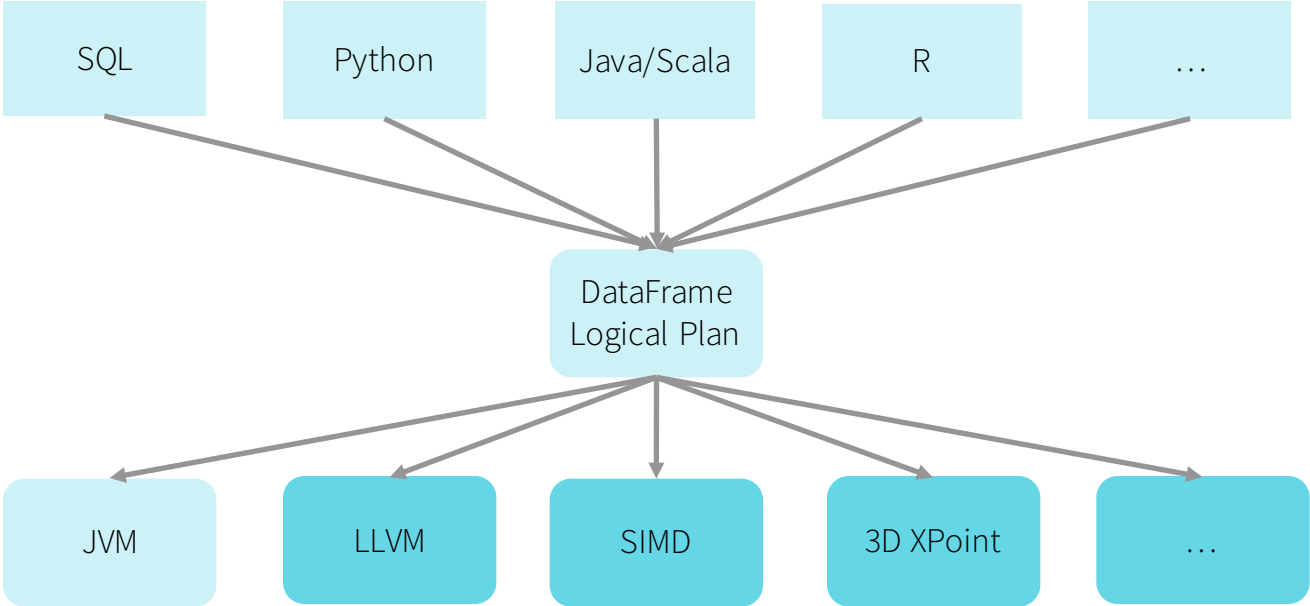 SQL
Python
Java/Scala
R
…
DataFrame
Logical Plan
JVM
LLVM
SIMD
3D XPoint
…